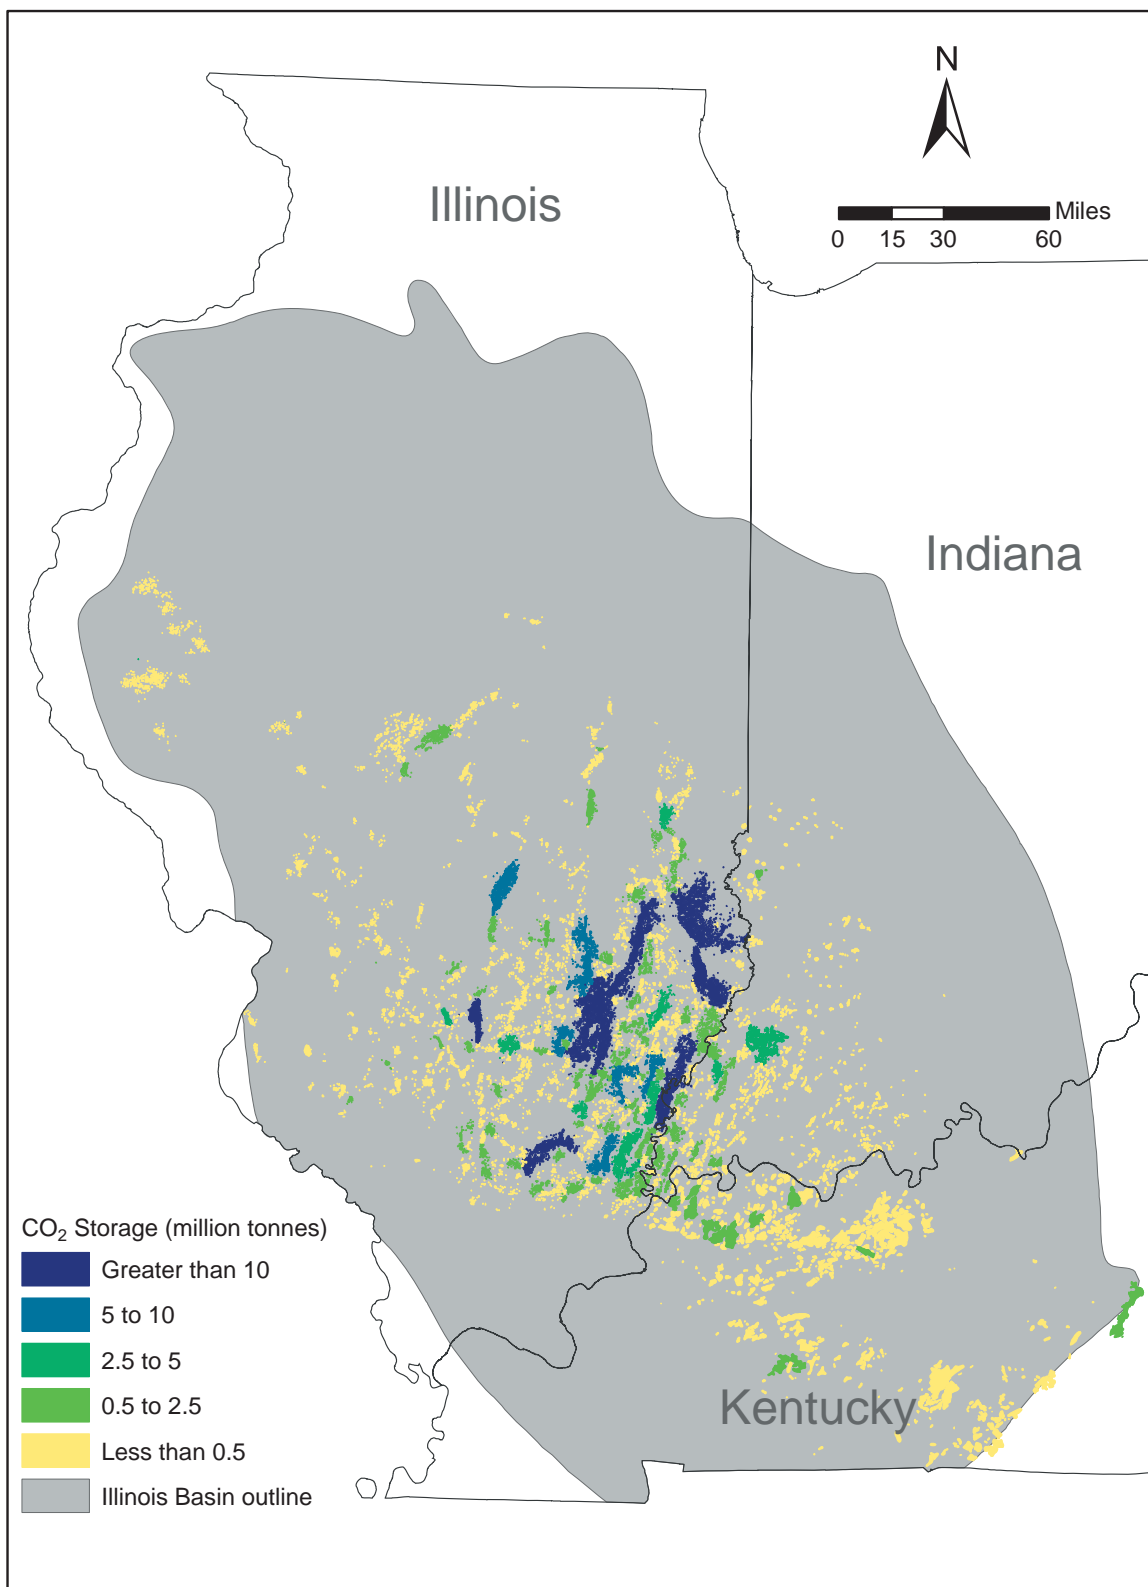 N
Illinois
Miles
0 15 30 60
Indiana
CO₂ Storage (million tonnes)
Greater than 10
5 to 10
2.5 to 5
0.5 to 2.5
Less than 0.5
Illinois Basin outline
Kentucky